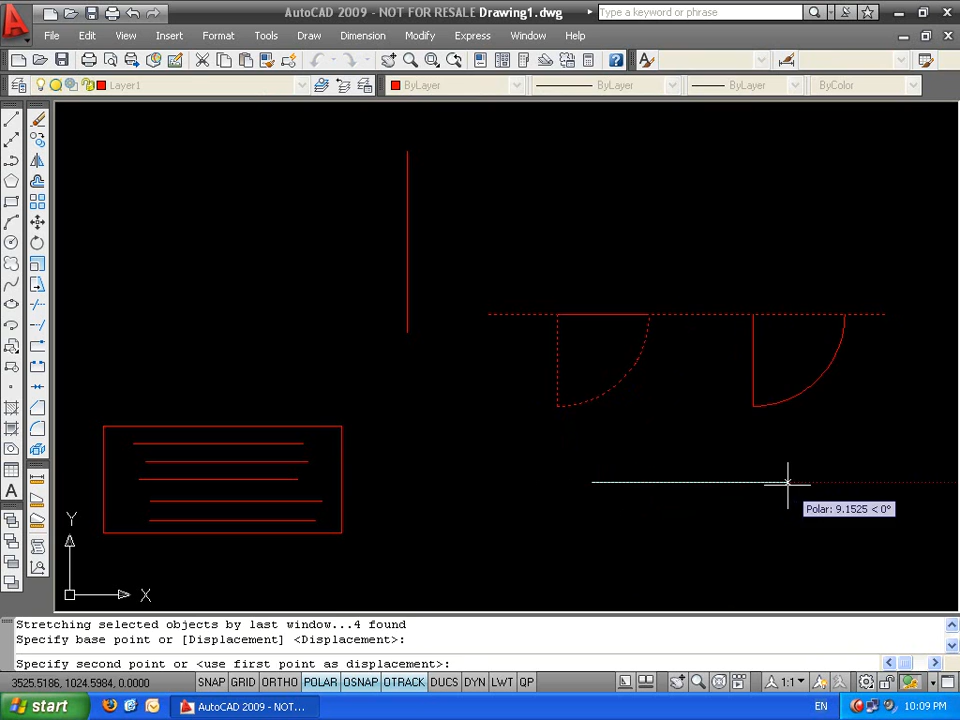 AutoCAD 2009 - NOT FOR RESALE Drawing1.dwg
Type a keyword or phrase
File Edit View Insert Format Tools Draw Dimension Modify Express Window Help
Layer1 ByLayer ByLayer ByLayer ByColor
A
Polar: 9.1525 < 0°
Y
X
Stretching selected objects by last window...4 found
Specify base point or [Displacement] <Displacement>:
Specify second point or <use first point as displacement>:
3525.5186, 1024.5984, 0.0000 SNAP GRID ORTHO POLAR OSNAP OTRACK DUCS DYN LWT QP 1:1
start AutoCAD 2009 - NOT... EN 10:09 PM